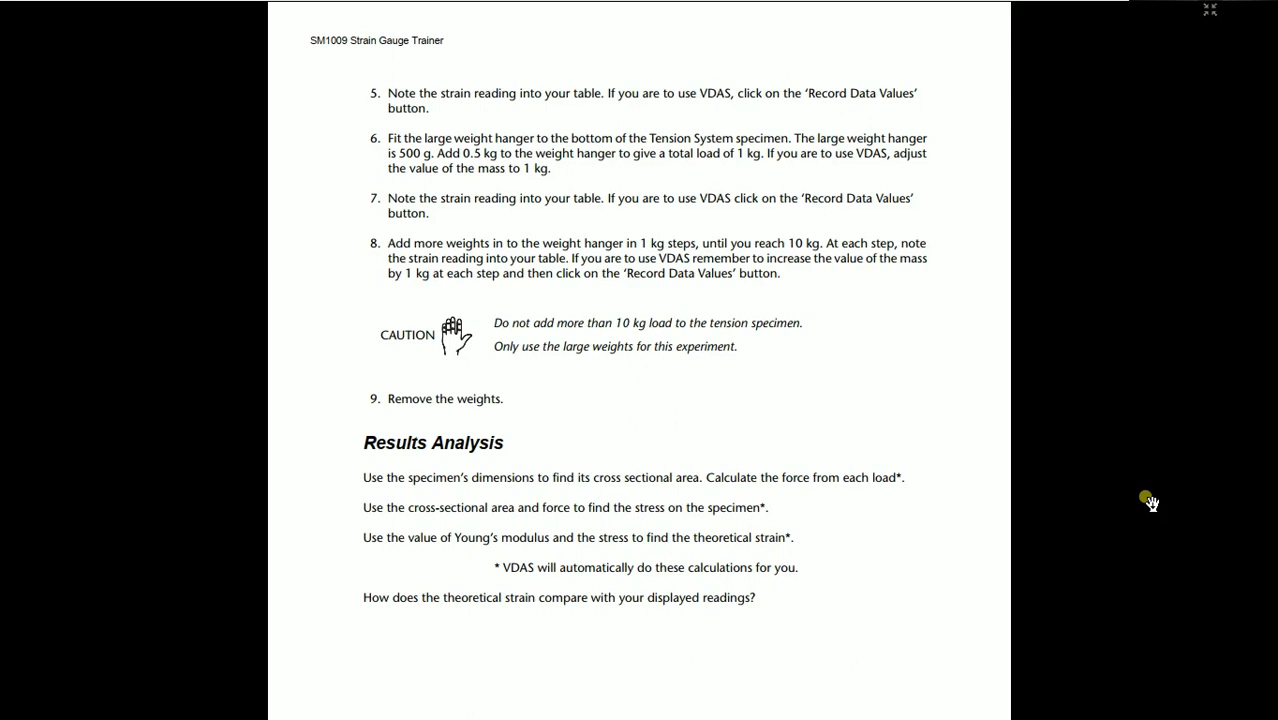 SM1009 Strain Gauge Trainer
5. Note the strain reading into your table. If you are to use VDAS, click on the ‘Record Data Values’
button.
6. Fit the large weight hanger to the bottom of the Tension System specimen. The large weight hanger
is 500 g. Add 0.5 kg to the weight hanger to give a total load of 1 kg. If you are to use VDAS, adjust
the value of the mass to 1 kg.
7. Note the strain reading into your table. If you are to use VDAS click on the ‘Record Data Values’
button.
8. Add more weights in to the weight hanger in 1 kg steps, until you reach 10 kg. At each step, note
the strain reading into your table. If you are to use VDAS remember to increase the value of the mass
by 1 kg at each step and then click on the ‘Record Data Values’ button.
CAUTION
Do not add more than 10 kg load to the tension specimen.
Only use the large weights for this experiment.
9. Remove the weights.
Results Analysis
Use the specimen’s dimensions to find its cross sectional area. Calculate the force from each load*.
Use the cross-sectional area and force to find the stress on the specimen*.
Use the value of Young’s modulus and the stress to find the theoretical strain*.
* VDAS will automatically do these calculations for you.
How does the theoretical strain compare with your displayed readings?